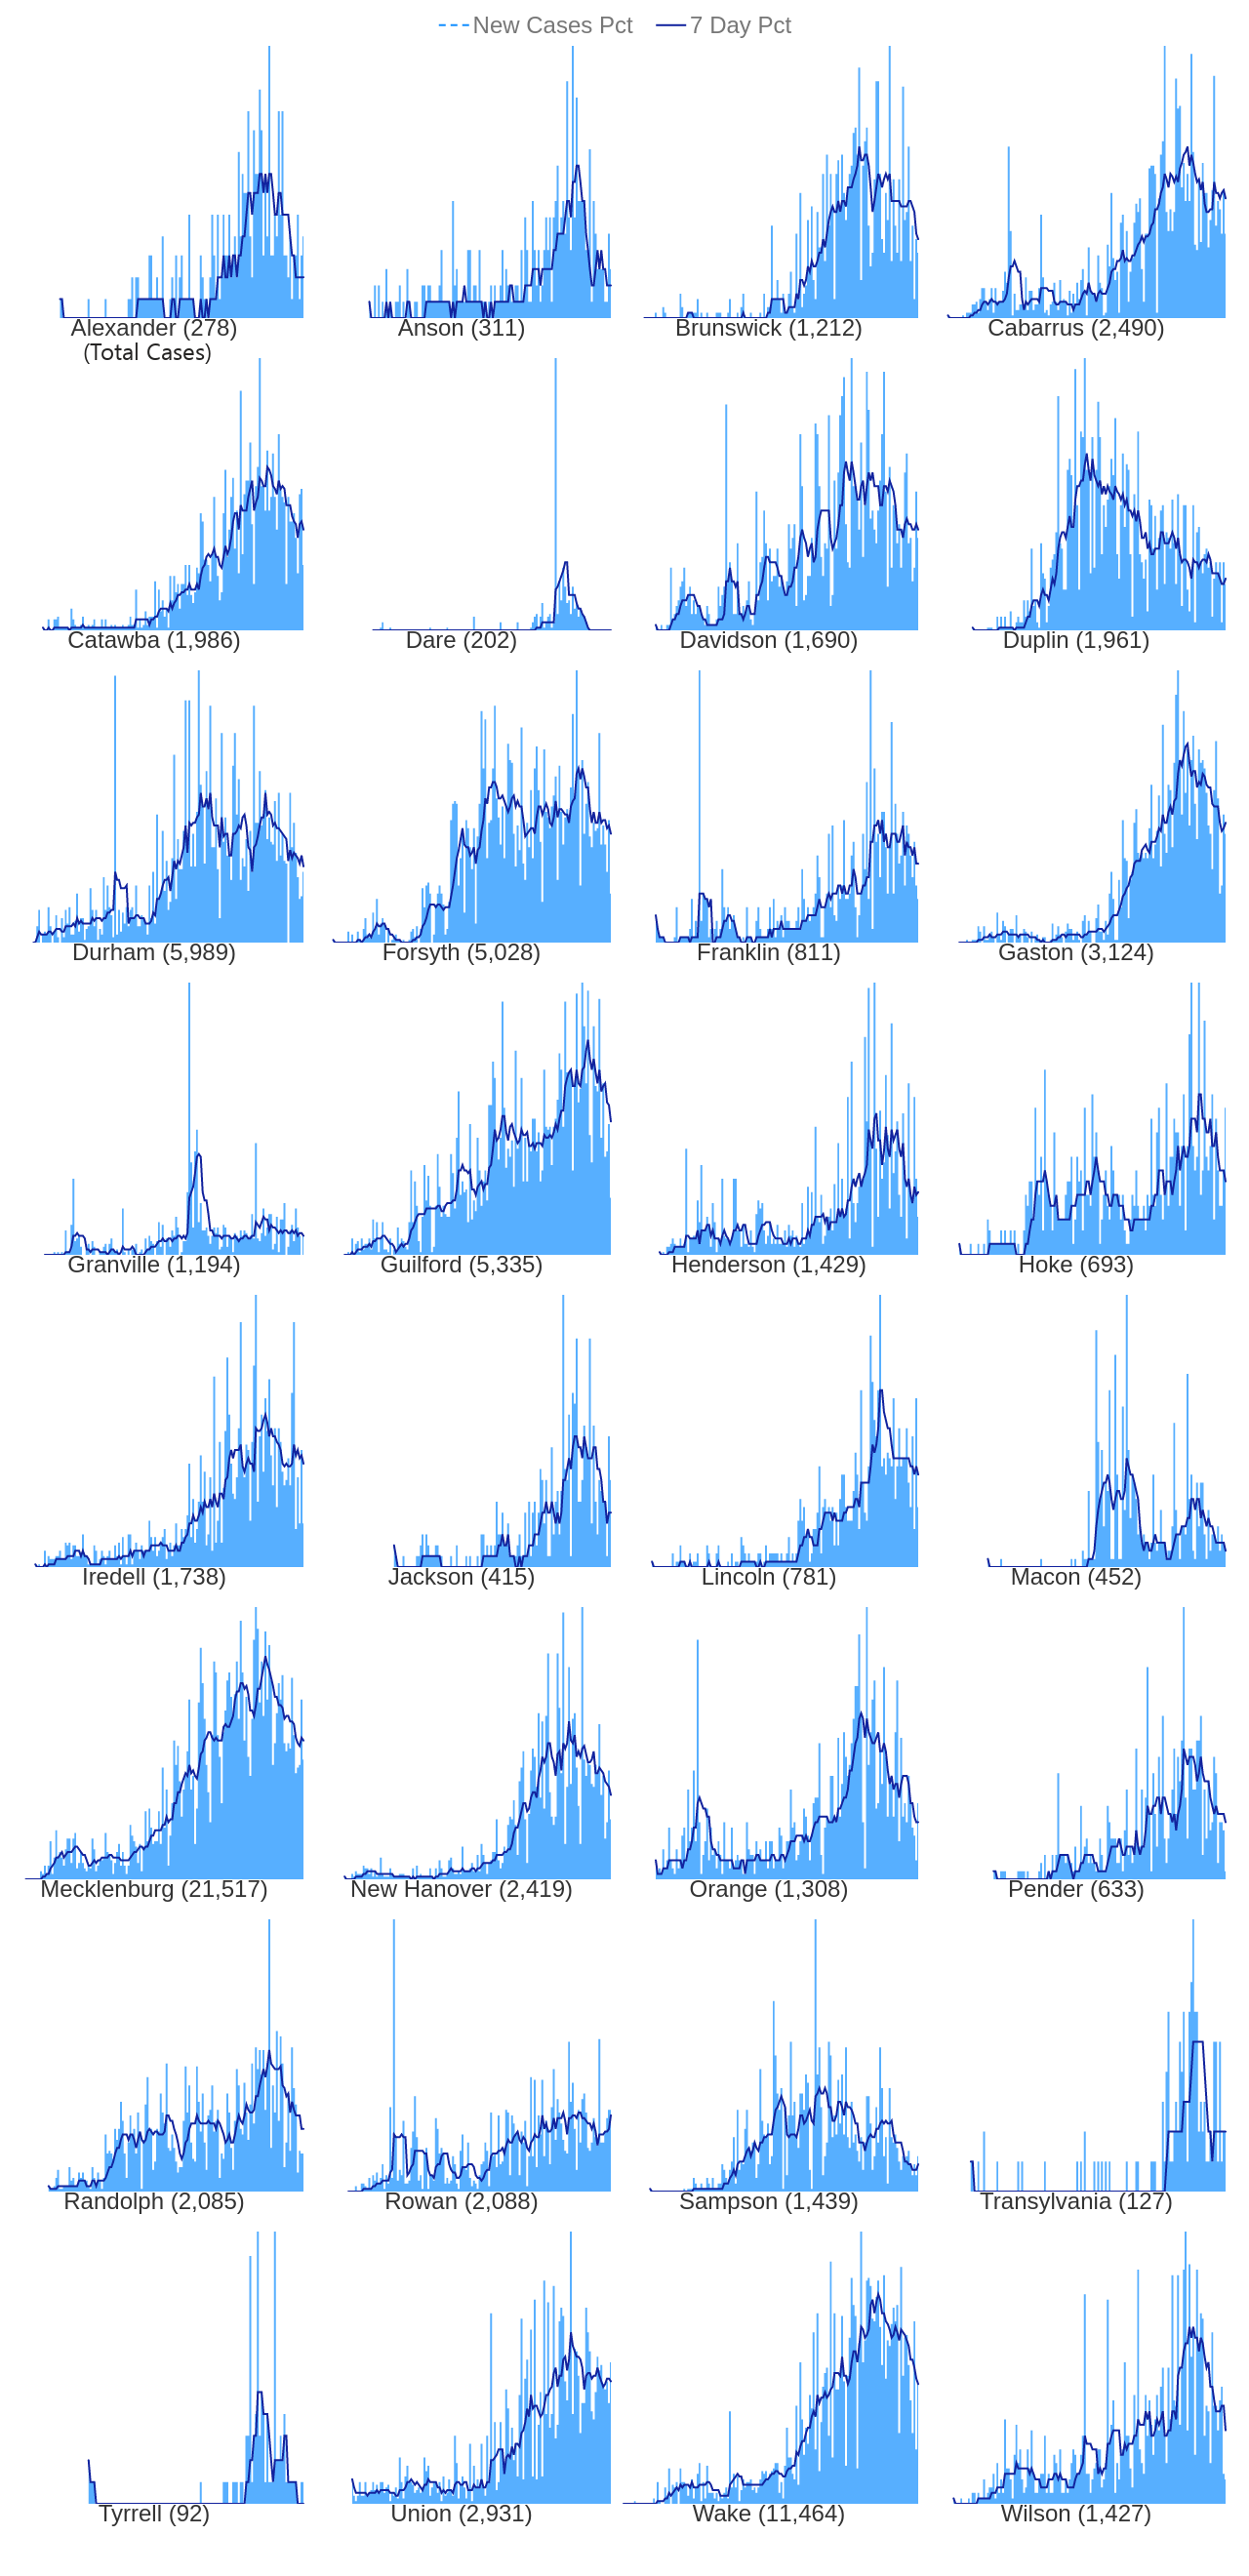 New Cases Pct 7 Day Pct
Alexander (278) Anson (311) Brunswick (1,212) Cabarrus (2,490)
(Total Cases)
Catawba (1,986) Dare (202) Davidson (1,690) Duplin (1,961)
Durham (5,989) Forsyth (5,028) Franklin (811) Gaston (3,124)
Granville (1,194) Guilford (5,335) Henderson (1,429) Hoke (693)
Iredell (1,738) Jackson (415) Lincoln (781) Macon (452)
Mecklenburg (21,517) New Hanover (2,419) Orange (1,308) Pender (633)
Randolph (2,085) Rowan (2,088) Sampson (1,439) Transylvania (127)
Tyrrell (92) Union (2,931) Wake (11,464) Wilson (1,427)